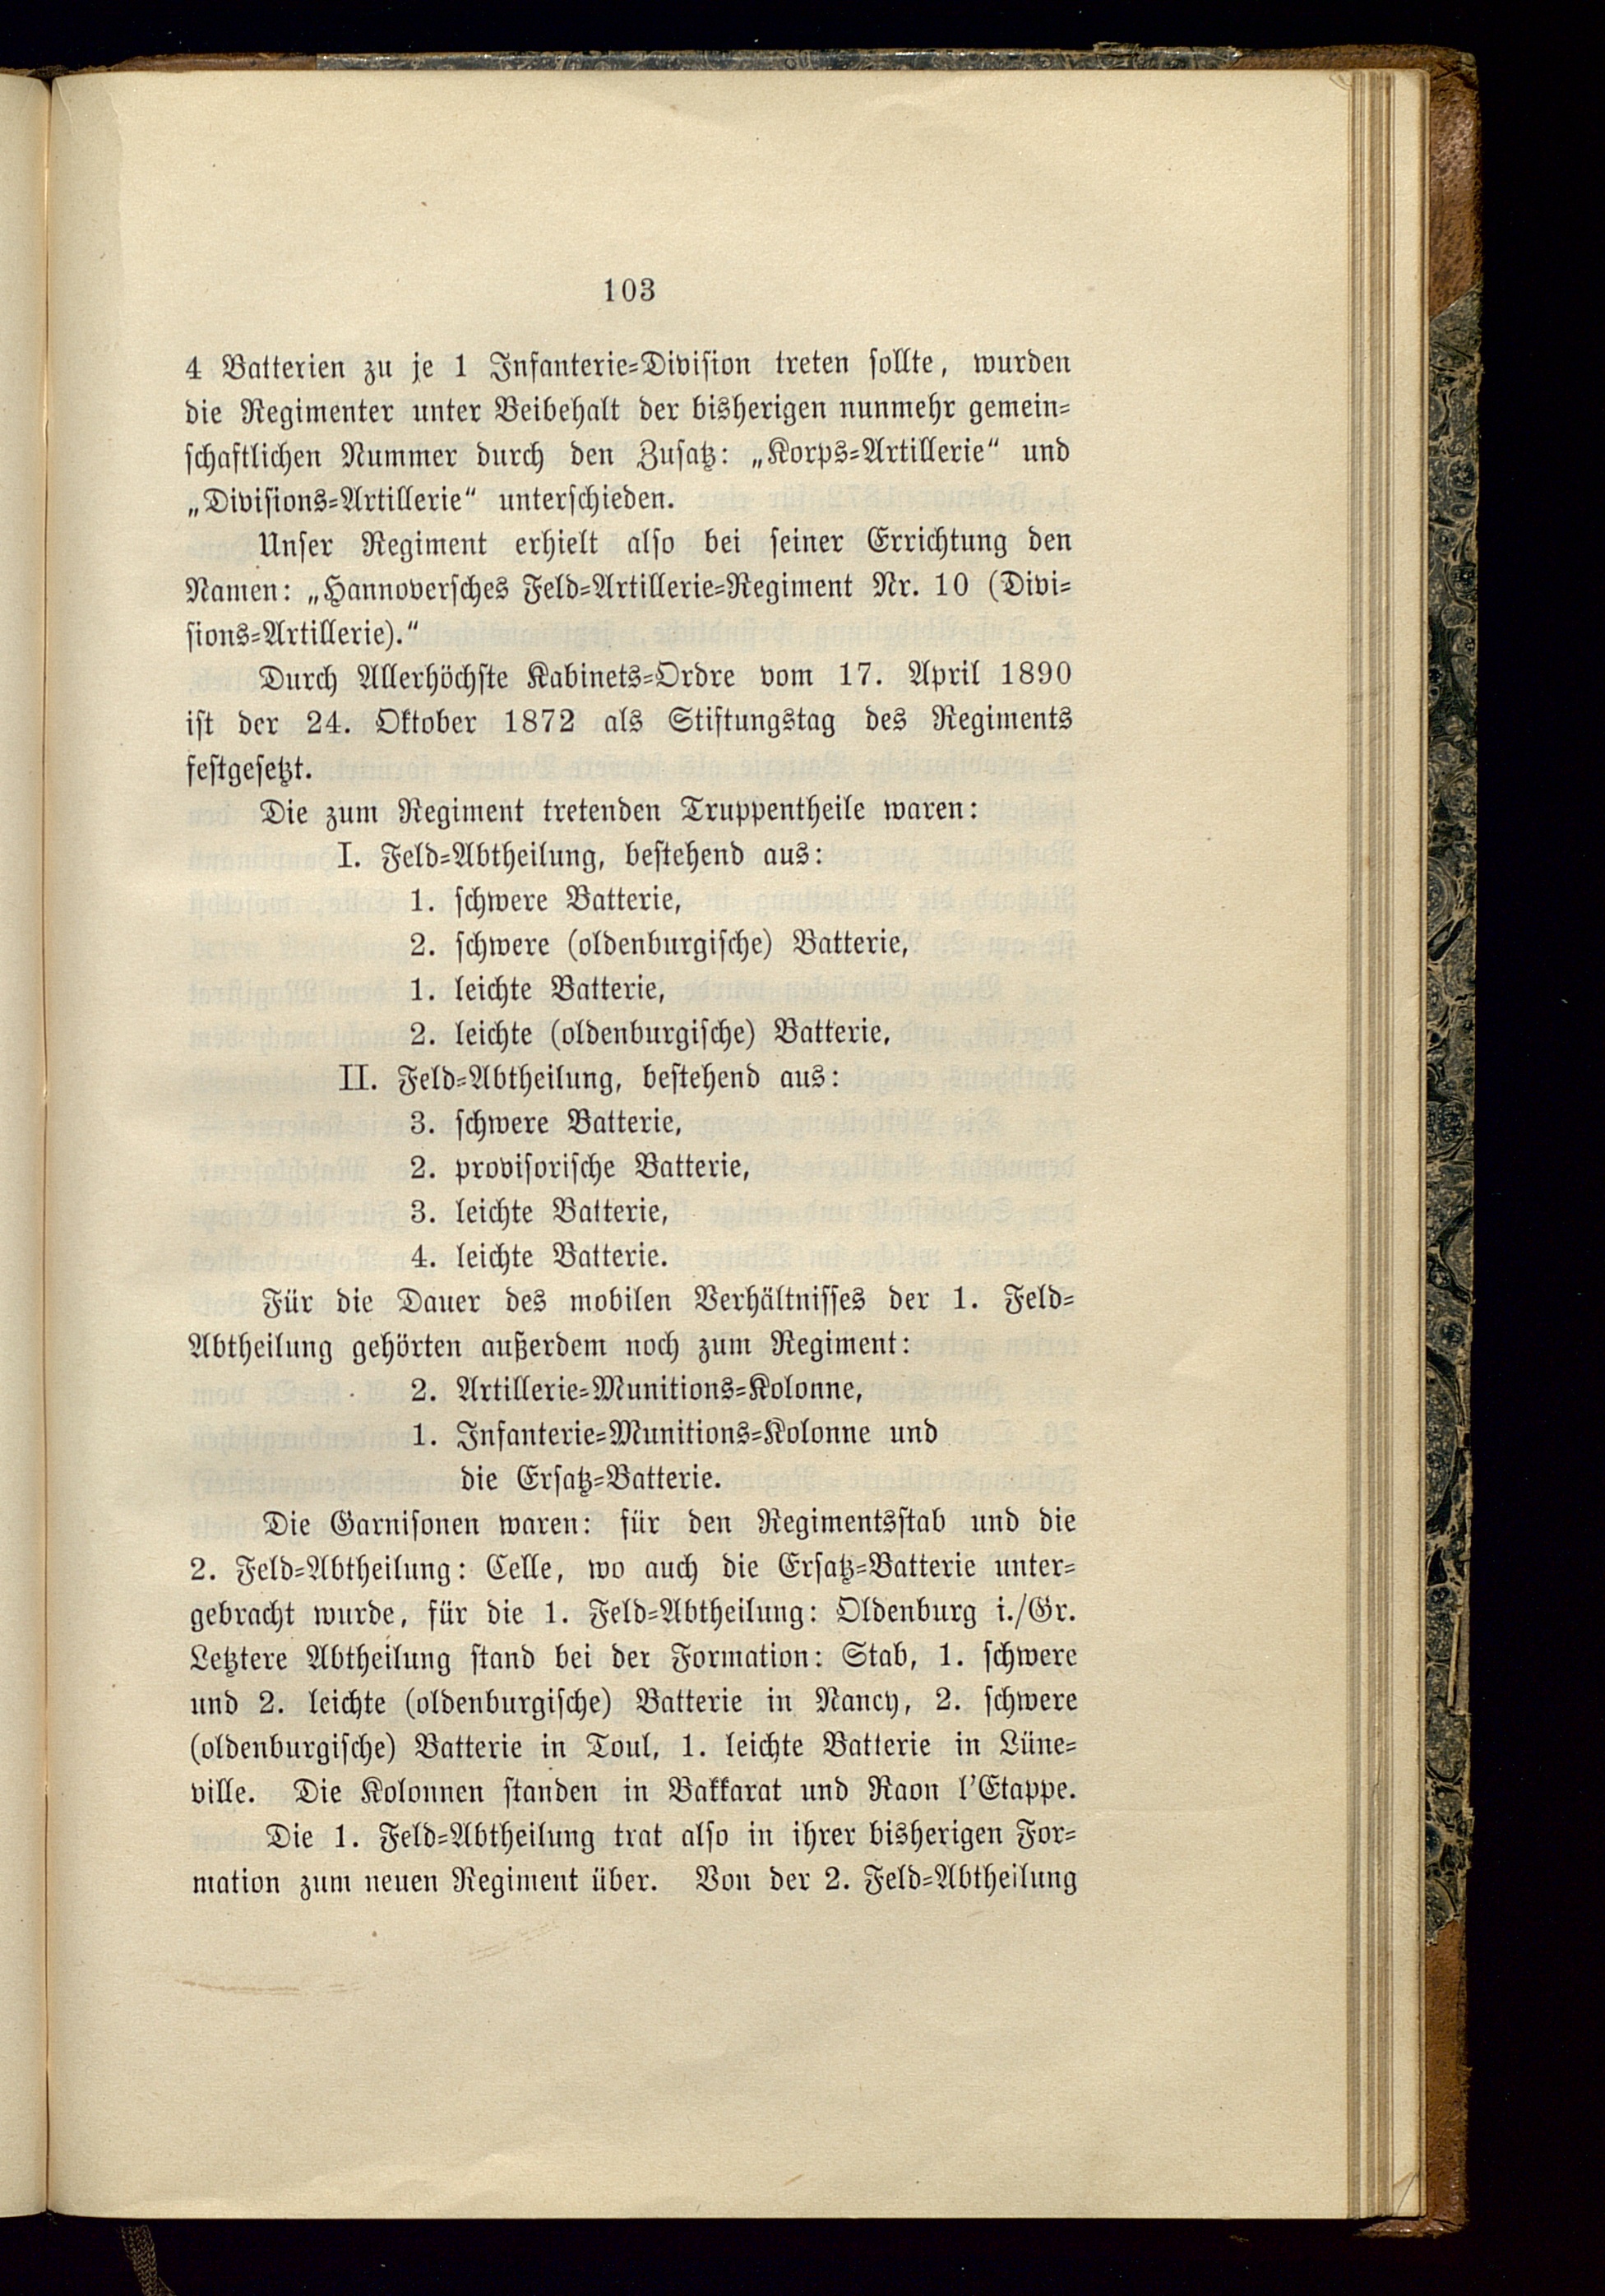 103
4 Batterien zu je 1 Infanterie=Division treten sollte, wurden
die Regimenter unter Beibehalt der bisherigen nunmehr gemein=
schaftlichen Nummer durch den Zusatz: „Korps=Artillerie“ und
„Divisions=Artillerie“ unterschieden.
Unser Regiment erhielt also bei seiner Errichtung den
Namen: „Hannoversches Feld=Artillerie=Regiment Nr. 10 (Divi=
sions=Artillerie).“
Durch Allerhöchste Kabinets=Ordre vom 17. April 1890
ist der 24. Oktober 1872 als Stiftungstag des Regiments
festgesetzt.
Die zum Regiment tretenden Truppentheile waren:
I. Feld=Abtheilung, bestehend aus:
1. schwere Batterie,
2. schwere (oldenburgische) Batterie,
1. leichte Batterie,
2. leichte (oldenburgische) Batterie,
II. Feld=Abtheilung, bestehend aus:
3. schwere Batterie,
2. provisorische Batterie,
3. leichte Batterie,
4. leichte Batterie.
Für die Dauer des mobilen Verhältnisses der 1. Feld=
Abtheilung gehörten außerdem noch zum Regiment:
2. Artillerie=Munitions=Kolonne,
1. Infanterie=Munitions=Kolonne und
die Ersatz=Batterie.
Die Garnisonen waren: für den Regimentsstab und die
2. Feld=Abtheilung: Celle, wo auch die Ersatz=Batterie unter=
gebracht wurde, für die 1. Feld=Abtheilung: Oldenburg i./Gr.
Letztere Abtheilung stand bei der Formation: Stab, 1. schwere
und 2. leichte (oldenburgische) Batterie in Nancy, 2. schwere
(oldenburgische) Batterie in Toul, 1. leichte Batterie in Lüne=
ville. Die Kolonnen standen in Bakkarat und Raon l'Etappe.
Die 1. Feld=Abtheilung trat also in ihrer bisherigen For=
mation zum neuen Regiment über. Von der 2. Feld=Abtheilung